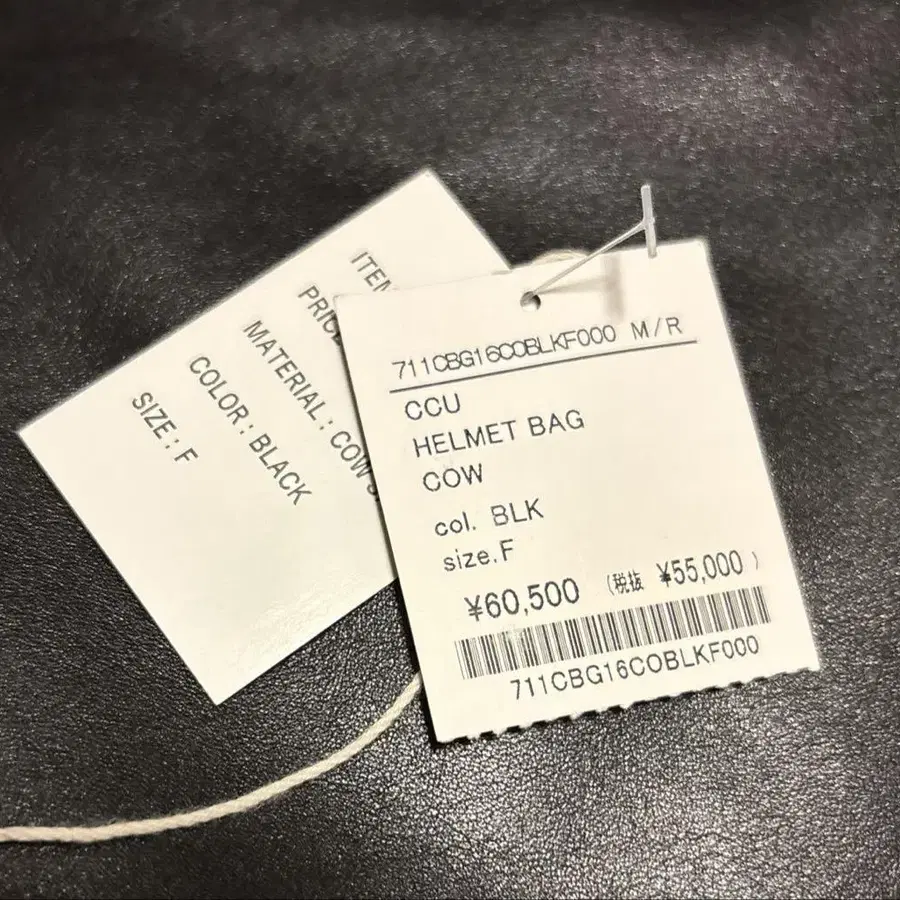 ITEM
PRICE
MATERIAL : COW
COLOR : BLACK
SIZE : F
711CBG16COBLKF000 M/R
CCU
HELMET BAG
COW
col. BLK
size.F
¥60,500 (税抜 ¥55,000 )
711CBG16COBLKF000